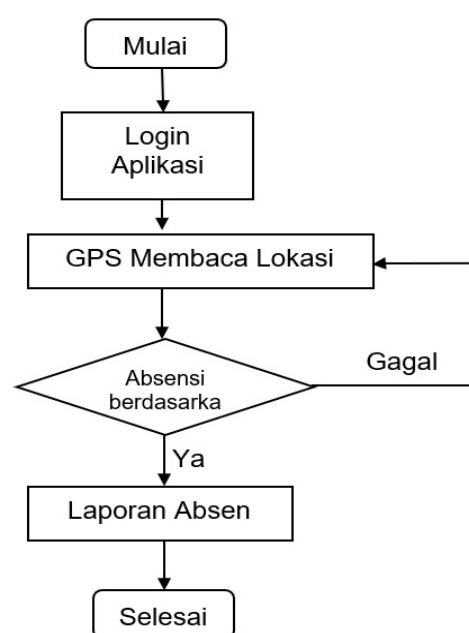 Mulai
Login
Aplikasi
GPS Membaca Lokasi
Absensi
berdasarka
Gagal
Ya
Laporan Absen
Selesai